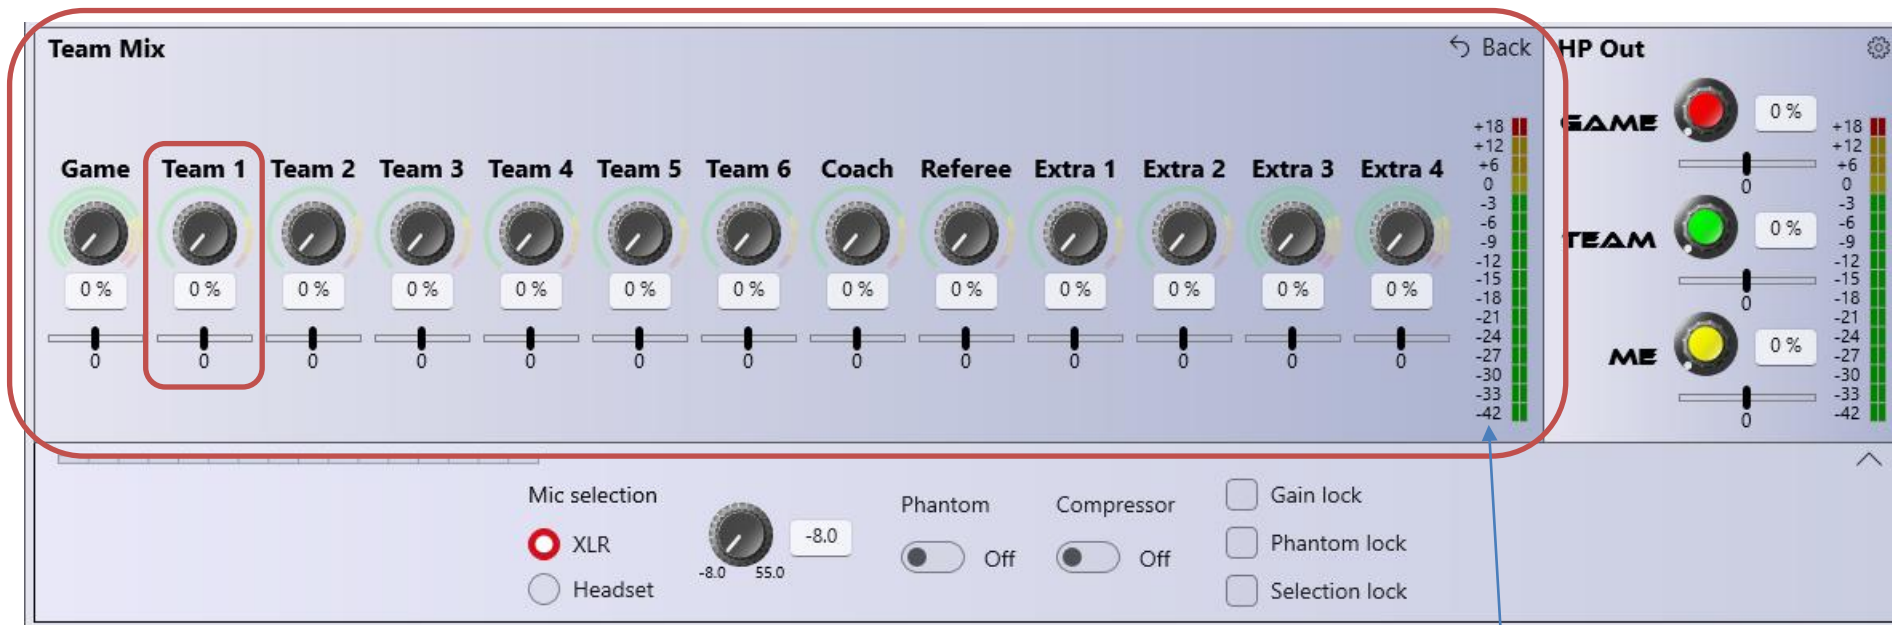 Team Mix
Back
Game Team 1 Team 2 Team 3 Team 4 Team 5 Team 6 Coach Referee Extra 1 Extra 2 Extra 3 Extra 4
0 % 0 % 0 % 0 % 0 % 0 % 0 % 0 % 0 % 0 % 0 % 0 % 0 %
0 0 0 0 0 0 0 0 0 0 0 0 0
+18
+12
+6
0
-3
-6
-9
-12
-15
-18
-21
-24
-27
-30
-33
-42
HP Out
GAME 0 %
0
TEAM 0 %
0
ME 0 %
0
+18
+12
+6
0
-3
-6
-9
-12
-15
-18
-21
-24
-27
-30
-33
-42
Mic selection
XLR
Headset
-8.0
-8.0 55.0
Phantom
Off
Compressor
Off
Gain lock
Phantom lock
Selection lock